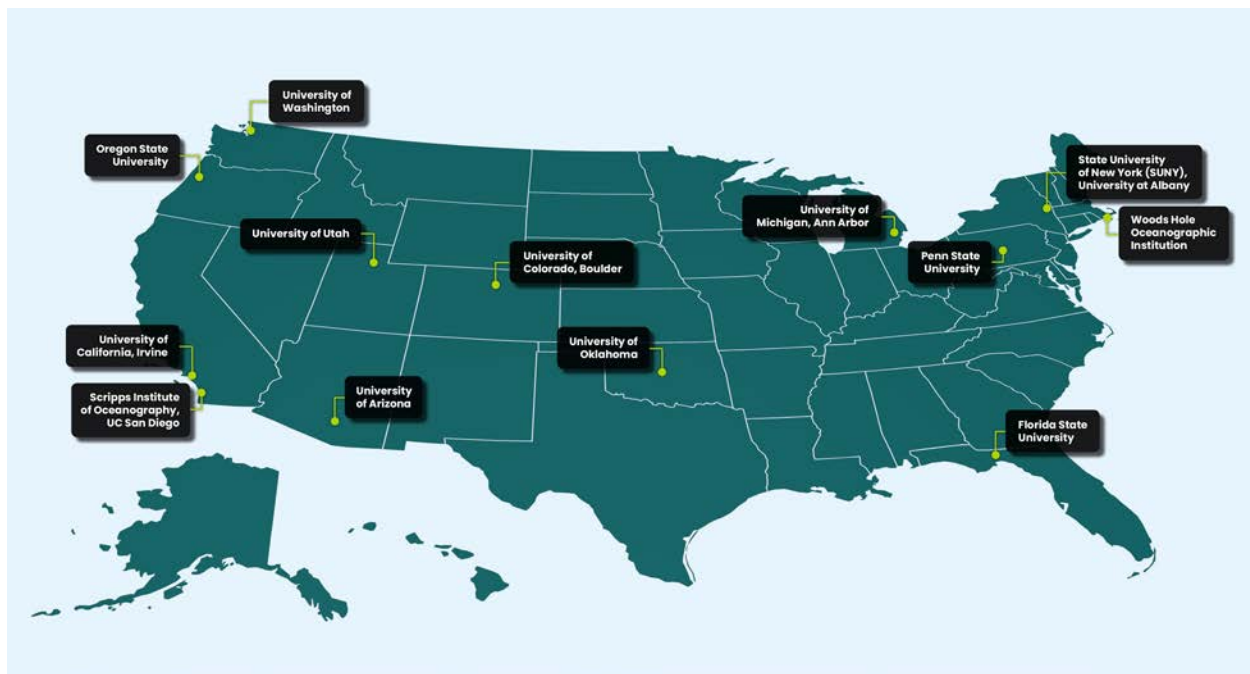 University of
Washington
Oregon State
University
State University
of New York (SUNY),
University at Albany
University of
Michigan, Ann Arbor
Woods Hole
Oceanographic
Institution
University of Utah
University of
Colorado, Boulder
Penn State
University
University of
California, Irvine
University of
Oklahoma
Scripps Institute
of Oceanography,
UC San Diego
University
of Arizona
Florida State
University